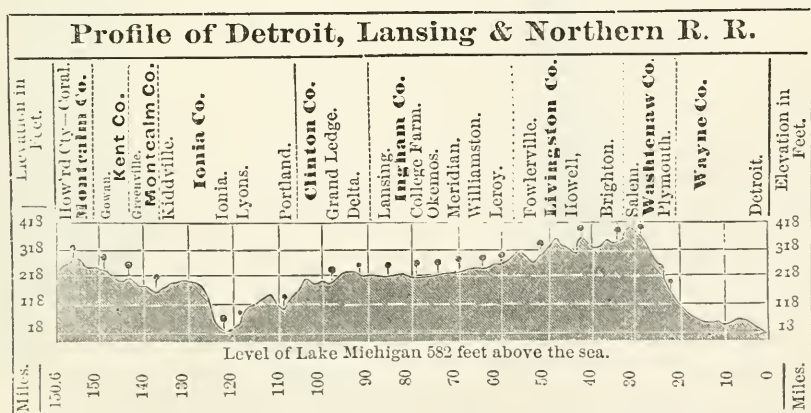 Profile of Detroit, Lansing & Northern R. R.
Elevation in Feet.
How'rd Cty—Coral.
Montcalm Co.
Gowan.
Kent Co.
Greenville.
Montcalm Co.
Kiddville.
Ionia Co.
Ionia.
Lyons.
Portland.
Clinton Co.
Grand Ledge.
Delta.
Lansing.
Ingham Co.
College Farm.
Okemos.
Meridian.
Williamston.
Leroy.
Fowlerville.
Livingston Co.
Howell,
Brighton.
Salem.
Washtenaw Co.
Plymouth.
Wayne Co.
Detroit.
Elevation in Feet.
418
318
218
118
18
418
318
218
118
13
Level of Lake Michigan 582 feet above the sea.
Miles.
150.6
150
140
130
120
110
100
90
80
70
60
50
40
30
20
10
0
Miles.